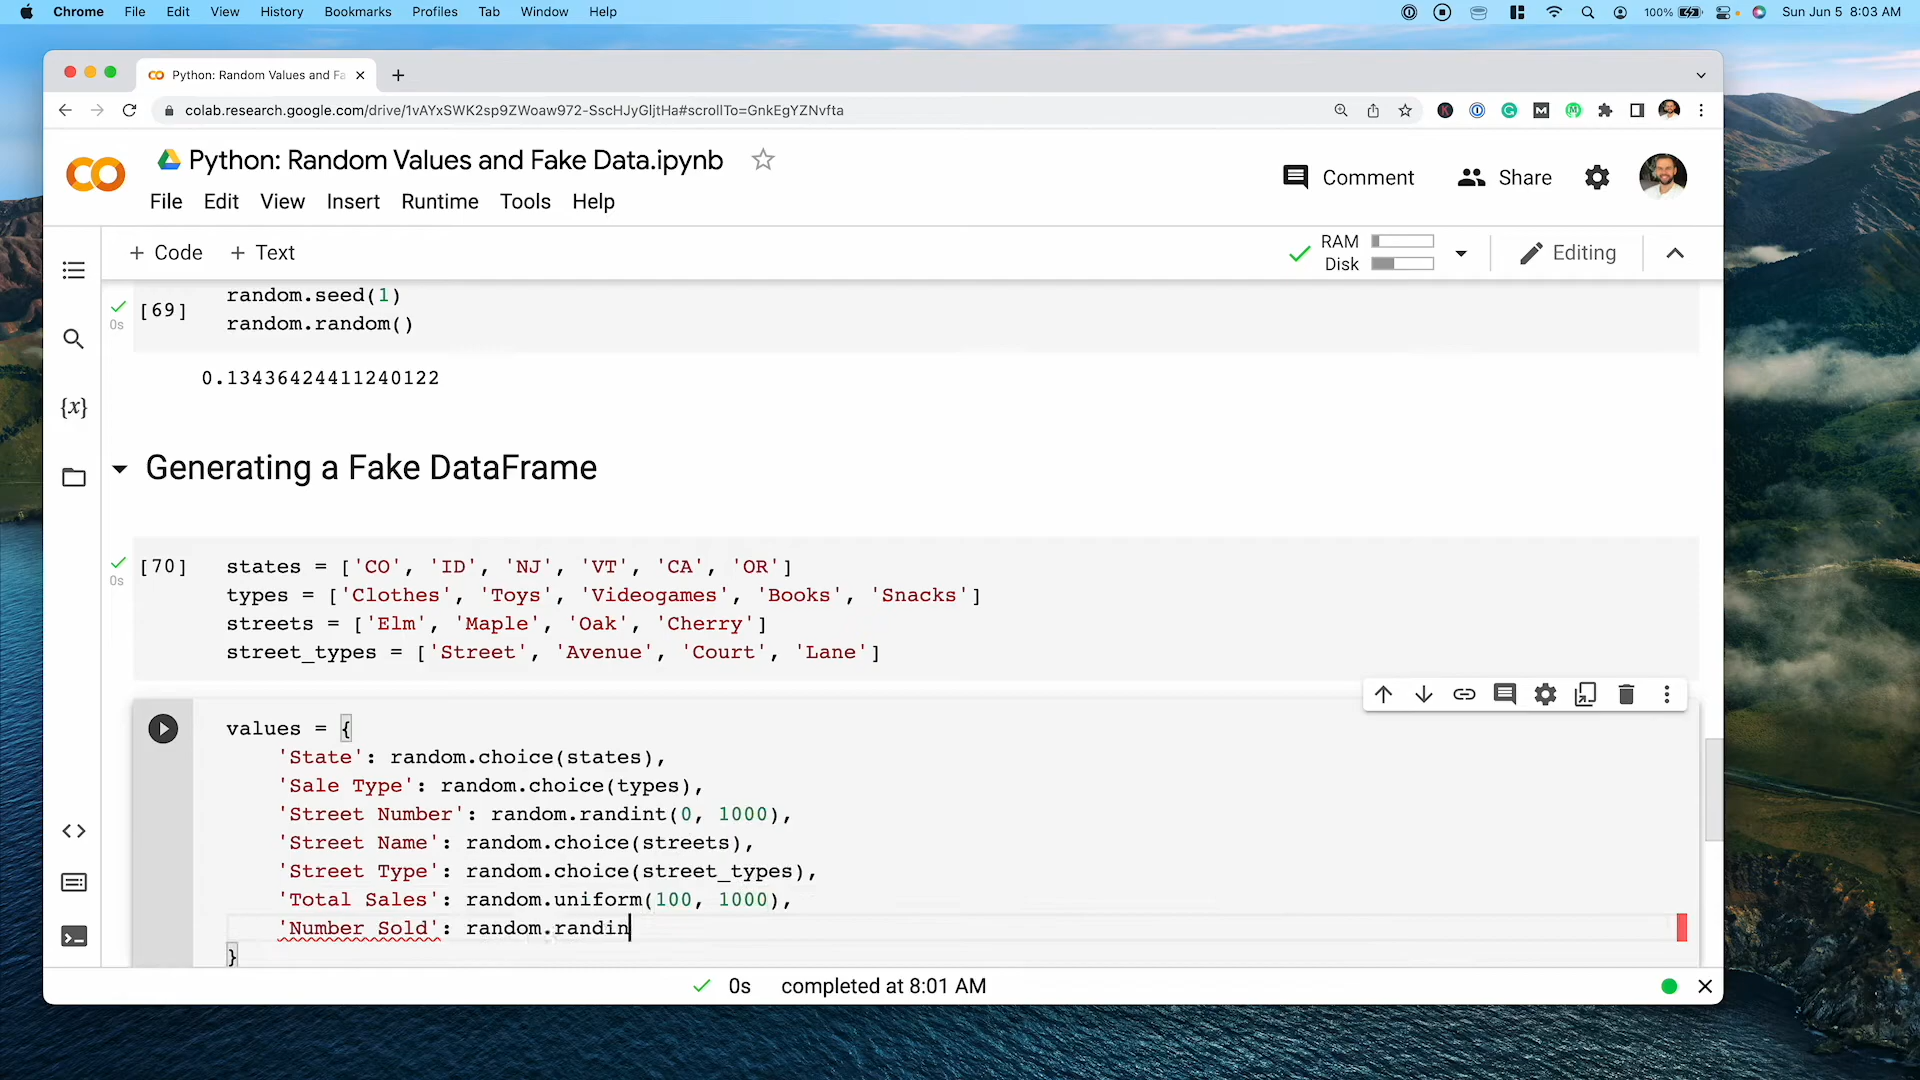 Chrome File Edit View History Bookmarks Profiles Tab Window Help 100% Sun Jun 5 8:03 AM
Python: Random Values and Fa
colab.research.google.com/drive/1vAYxSWK2sp9ZWoaw972-SscHJyGljtHa#scrollTo=GnkEgYZNvfta
CO Python: Random Values and Fake Data.ipynb Comment Share
File Edit View Insert Runtime Tools Help
+ Code + Text RAM Disk Editing
{x}
[69] random.seed(1)
0s random.random()
0.13436424411240122
Generating a Fake DataFrame
[70] states = ['CO', 'ID', 'NJ', 'VT', 'CA', 'OR']
0s types = ['Clothes', 'Toys', 'Videogames', 'Books', 'Snacks']
streets = ['Elm', 'Maple', 'Oak', 'Cherry']
street_types = ['Street', 'Avenue', 'Court', 'Lane']
values = {
'State': random.choice(states),
'Sale Type': random.choice(types),
'Street Number': random.randint(0, 1000),
'Street Name': random.choice(streets),
'Street Type': random.choice(street_types),
'Total Sales': random.uniform(100, 1000),
'Number Sold': random.randin
}
0s completed at 8:01 AM